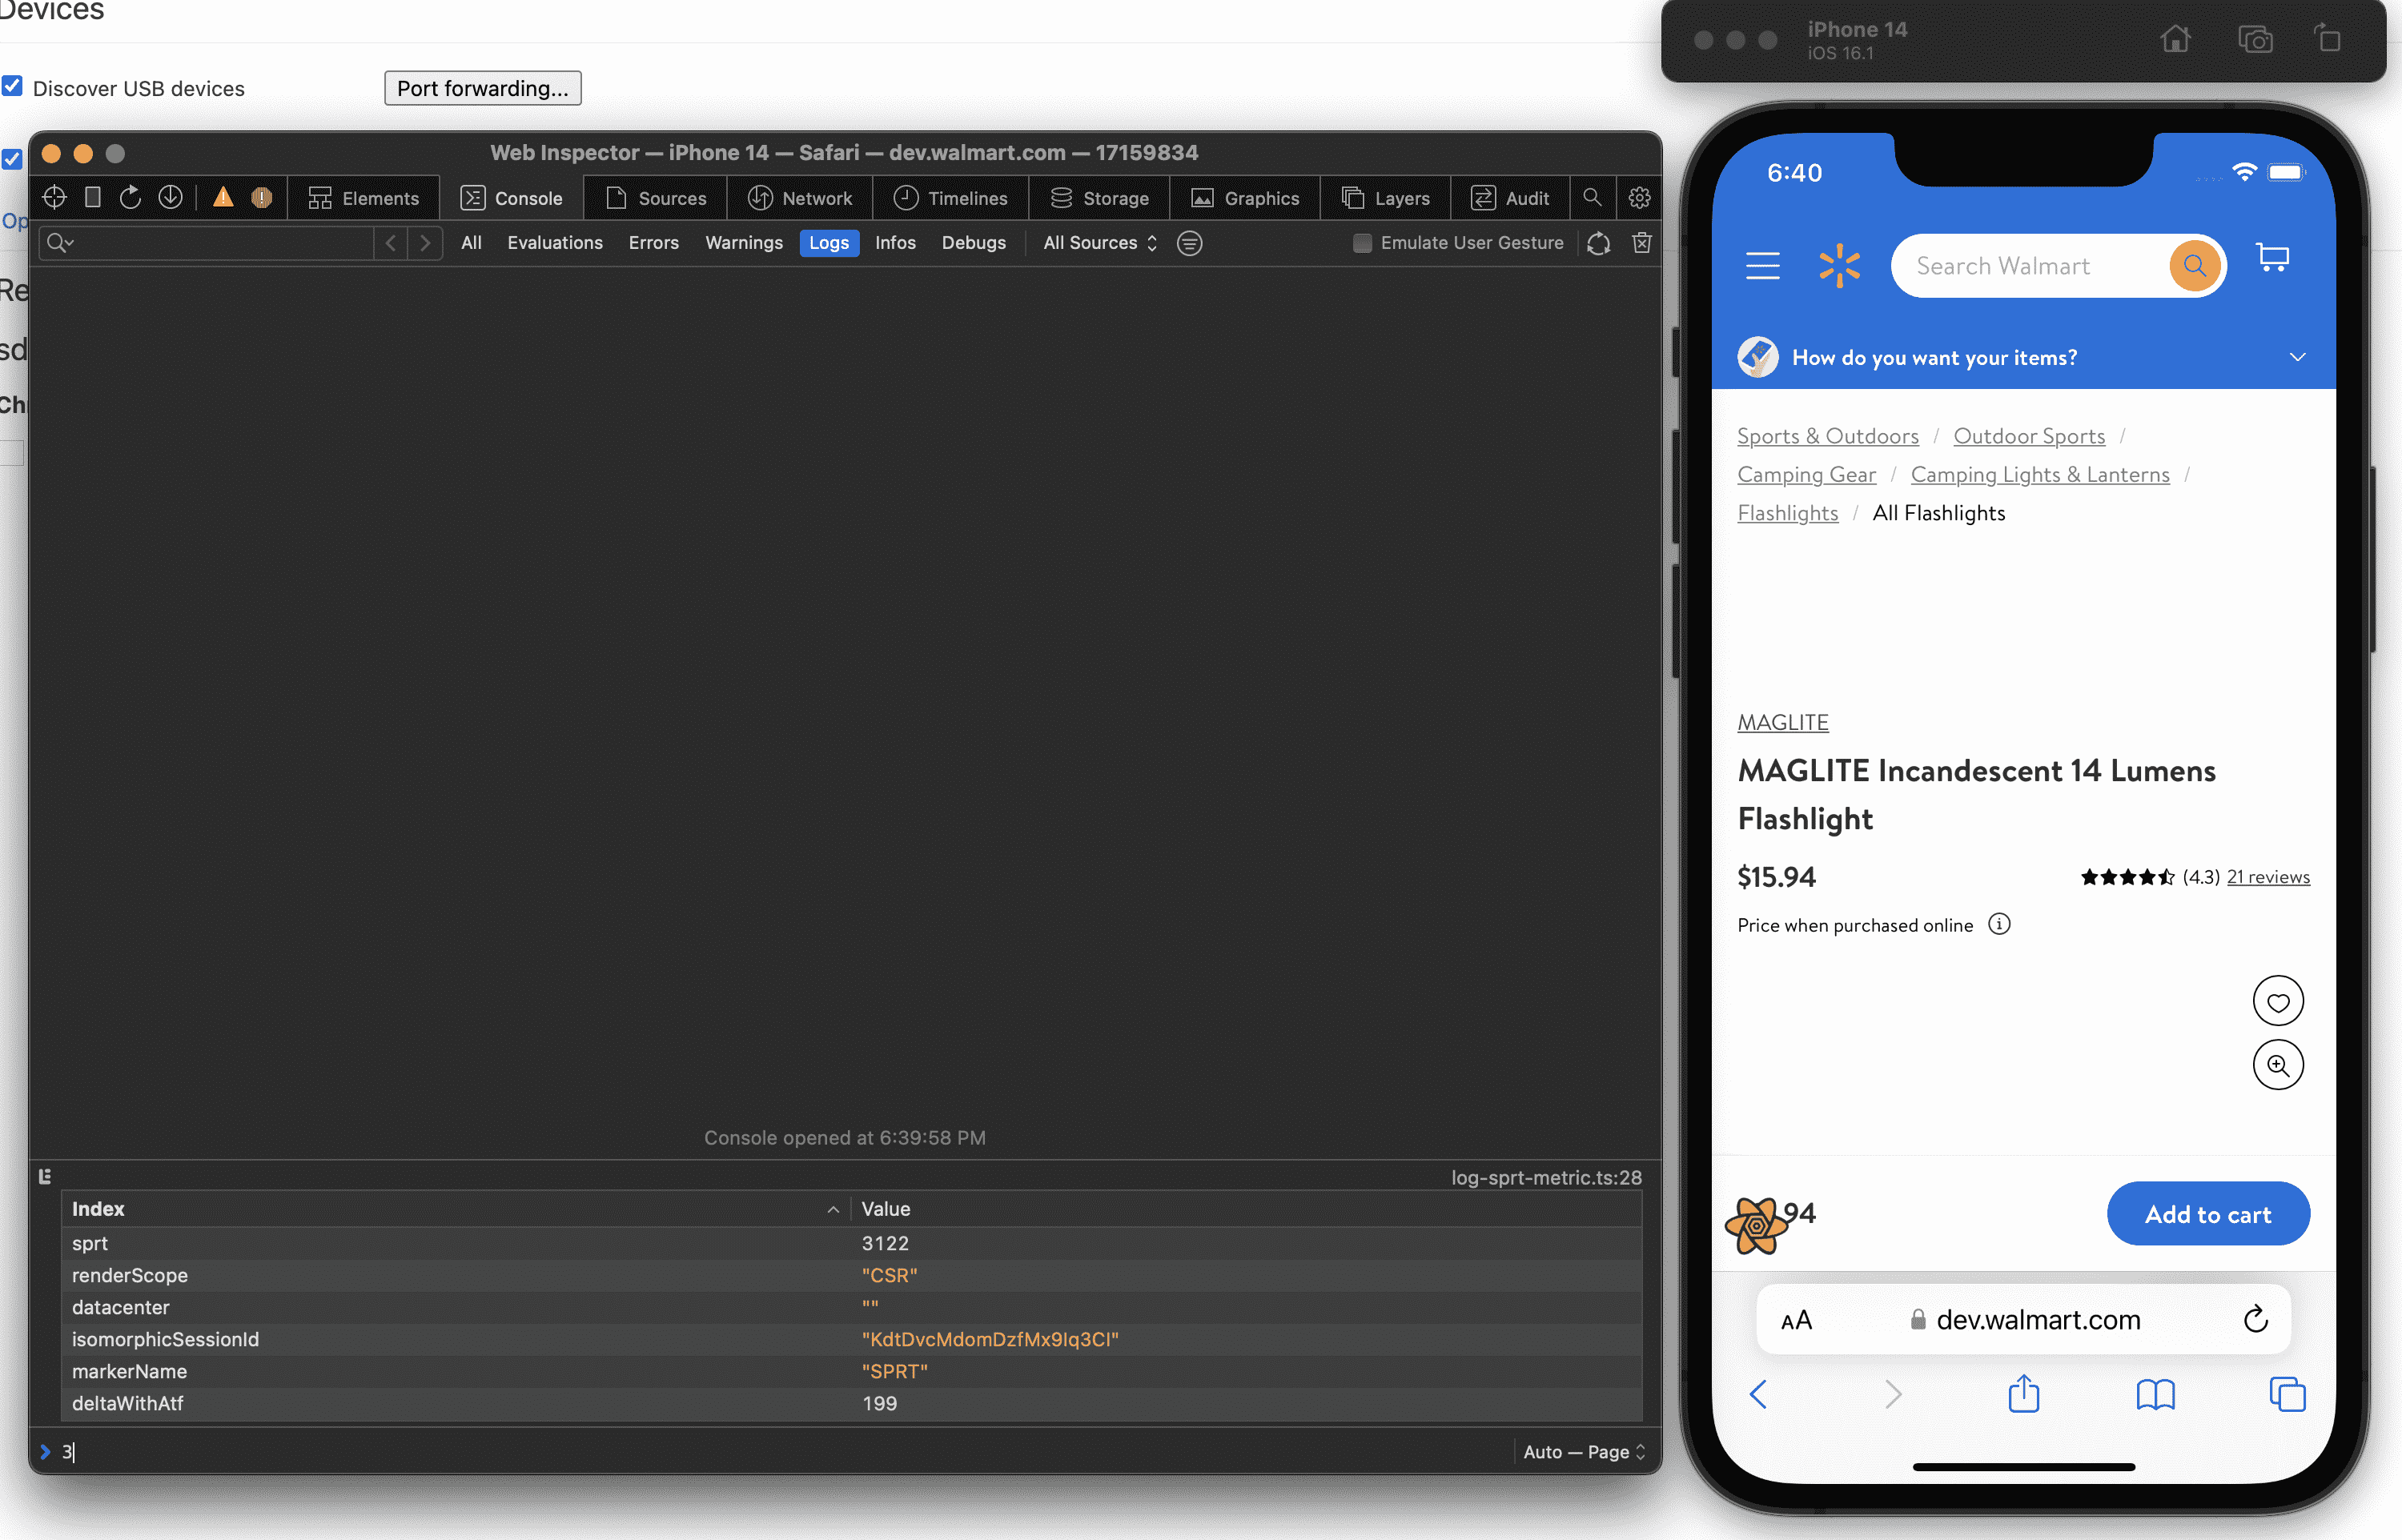 Devices
Discover USB devices
Port forwarding...
Op
Re
sd
Web Inspector — iPhone 14 — Safari — dev.walmart.com — 17159834
Elements
Console
Sources
Network
Timelines
Storage
Graphics
Layers
Audit
All
Evaluations
Errors
Warnings
Logs
Infos
Debugs
All Sources
Emulate User Gesture
Console opened at 6:39:58 PM
log-sprt-metric.ts:28
Index Value
sprt 3122
renderScope "CSR"
datacenter ""
isomorphicSessionId "KdtDvcMdomDzfMx9Iq3CI"
markerName "SPRT"
deltaWithAtf 199
3
Auto — Page
iPhone 14
iOS 16.1
6:40
Search Walmart
How do you want your items?
Sports & Outdoors / Outdoor Sports /
Camping Gear / Camping Lights & Lanterns /
Flashlights / All Flashlights
MAGLITE
MAGLITE Incandescent 14 Lumens
Flashlight
$15.94
(4.3) 21 reviews
Price when purchased online
94
Add to cart
AA
dev.walmart.com